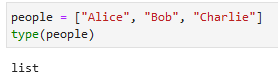 people = ["Alice", "Bob", "Charlie"]
type(people)
list